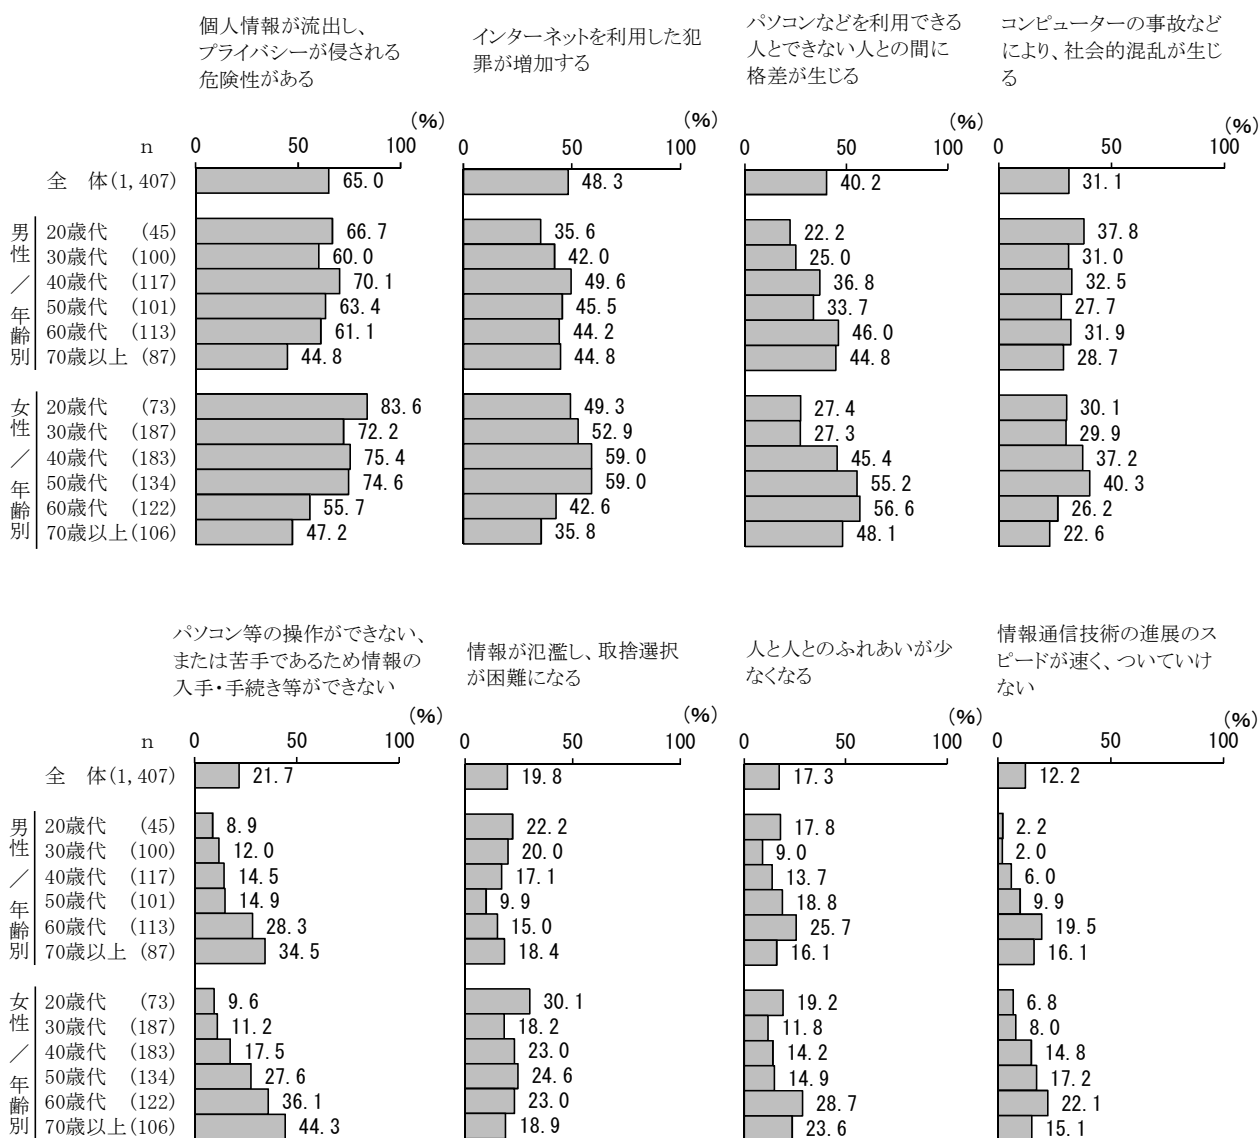 個人情報が流出し、
プライバシーが侵される
危険性がある
インターネットを利用した犯
罪が増加する
パソコンなどを利用できる
人とできない人との間に
格差が生じる
コンピューターの事故など
により、社会的混乱が生じ
る
(%) (%) (%) (%)
n 0 50 100 0 50 100 0 50 100 0 50 100
全 体(1,407) 65.0 48.3 40.2 31.1
男性／年齢別
20歳代 (45) 66.7 35.6 22.2 37.8
30歳代 (100) 60.0 42.0 25.0 31.0
40歳代 (117) 70.1 49.6 36.8 32.5
50歳代 (101) 63.4 45.5 33.7 27.7
60歳代 (113) 61.1 44.2 46.0 31.9
70歳以上 (87) 44.8 44.8 44.8 28.7
女性／年齢別
20歳代 (73) 83.6 49.3 27.4 30.1
30歳代 (187) 72.2 52.9 27.3 29.9
40歳代 (183) 75.4 59.0 45.4 37.2
50歳代 (134) 74.6 59.0 55.2 40.3
60歳代 (122) 55.7 42.6 56.6 26.2
70歳以上(106) 47.2 35.8 48.1 22.6
パソコン等の操作ができない、
または苦手であるため情報の
入手・手続き等ができない
情報が氾濫し、取捨選択
が困難になる
人と人とのふれあいが少
なくなる
情報通信技術の進展のス
ピードが速く、ついていけ
ない
(%) (%) (%) (%)
n 0 50 100 0 50 100 0 50 100 0 50 100
全 体(1,407) 21.7 19.8 17.3 12.2
男性／年齢別
20歳代 (45) 8.9 22.2 17.8 2.2
30歳代 (100) 12.0 20.0 9.0 2.0
40歳代 (117) 14.5 17.1 13.7 6.0
50歳代 (101) 14.9 9.9 18.8 9.9
60歳代 (113) 28.3 15.0 25.7 19.5
70歳以上 (87) 34.5 18.4 16.1 16.1
女性／年齢別
20歳代 (73) 9.6 30.1 19.2 6.8
30歳代 (187) 11.2 18.2 11.8 8.0
40歳代 (183) 17.5 23.0 14.2 14.8
50歳代 (134) 27.6 24.6 14.9 17.2
60歳代 (122) 36.1 23.0 28.7 22.1
70歳以上(106) 44.3 18.9 23.6 15.1